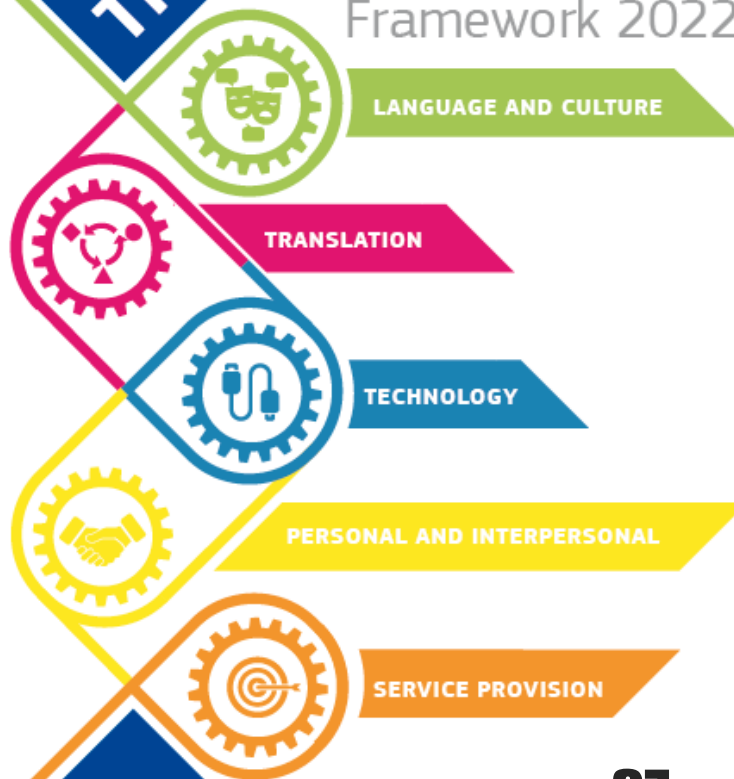 Framework 2022
LANGUAGE AND CULTURE
TRANSLATION
TECHNOLOGY
PERSONAL AND INTERPERSONAL
SERVICE PROVISION